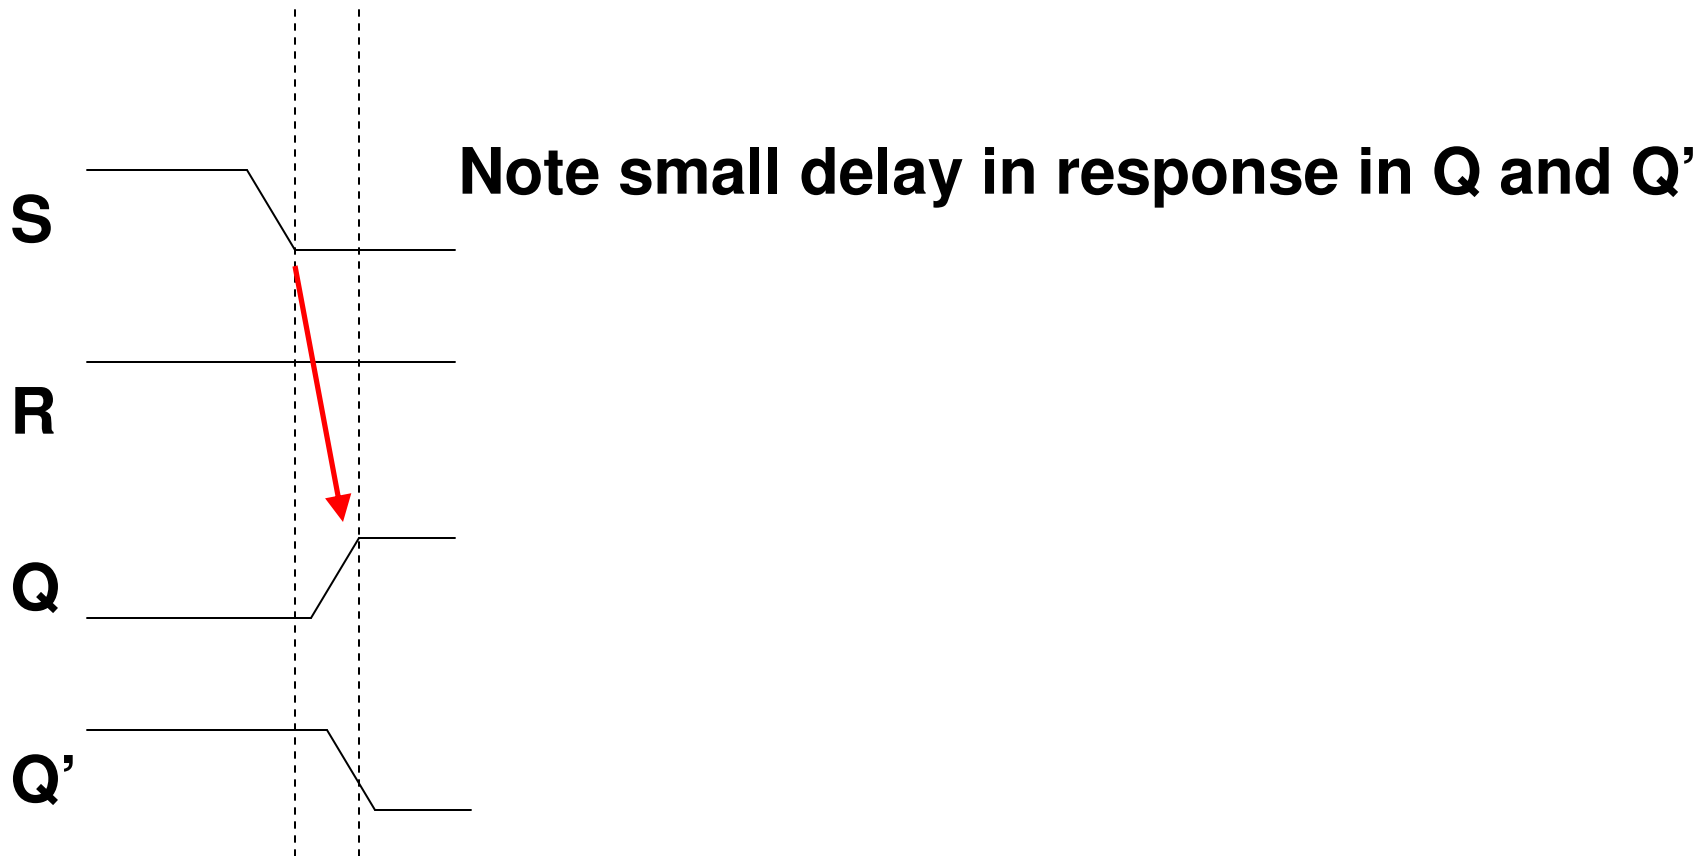 Note small delay in response in Q and Q’
S
R
Q
Q’